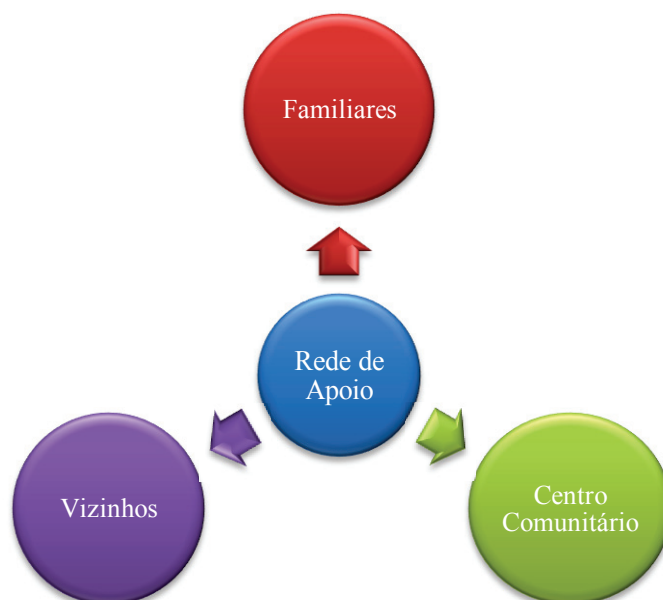 Familiares
Rede de
Apoio
Vizinhos
Centro
Comunitário